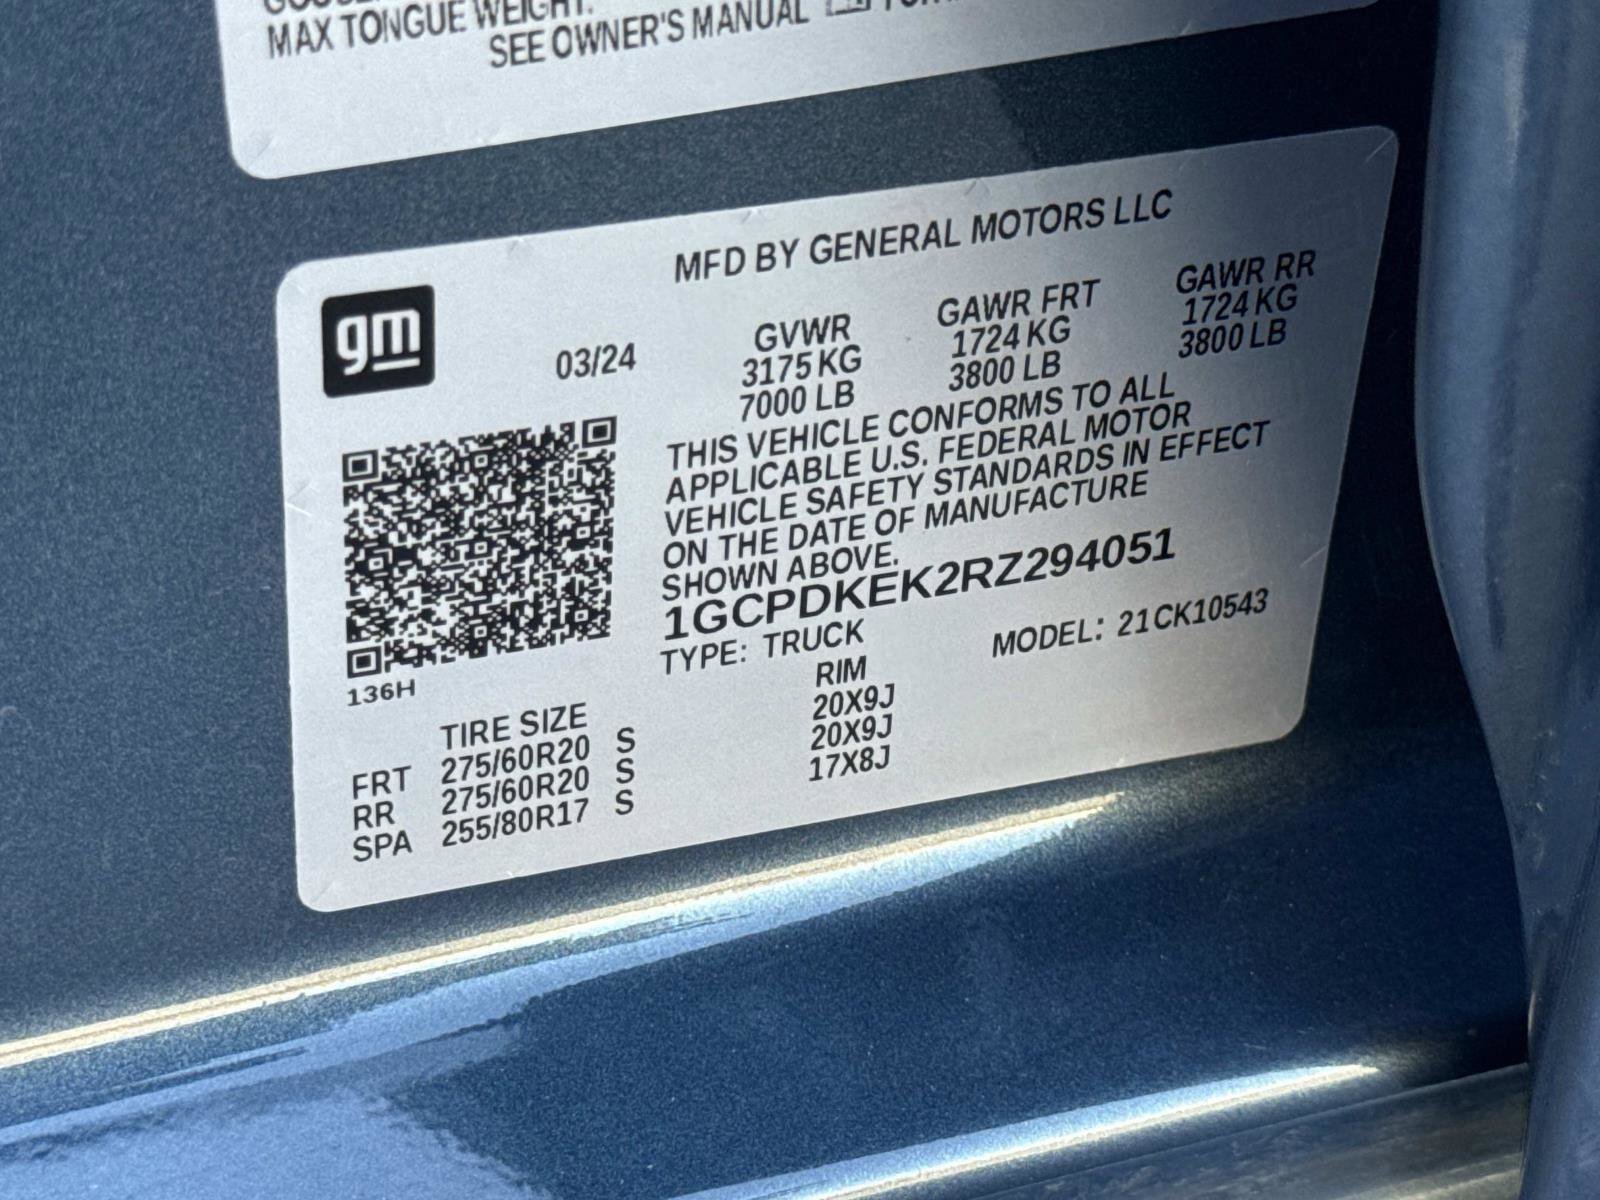 MAX TONGUE WEIGHT:
SEE OWNER'S MANUAL
MFD BY GENERAL MOTORS LLC
gm
03/24
GVWR GAWR FRT GAWR RR
3175 KG 1724 KG 1724 KG
7000 LB 3800 LB 3800 LB
THIS VEHICLE CONFORMS TO ALL
APPLICABLE U.S. FEDERAL MOTOR
VEHICLE SAFETY STANDARDS IN EFFECT
ON THE DATE OF MANUFACTURE
SHOWN ABOVE.
1GCPDKEK2RZ294051
TYPE: TRUCK MODEL: 21CK10543
136H
TIRE SIZE RIM
FRT 275/60R20 S 20X9J
RR 275/60R20 S 20X9J
SPA 255/80R17 S 17X8J